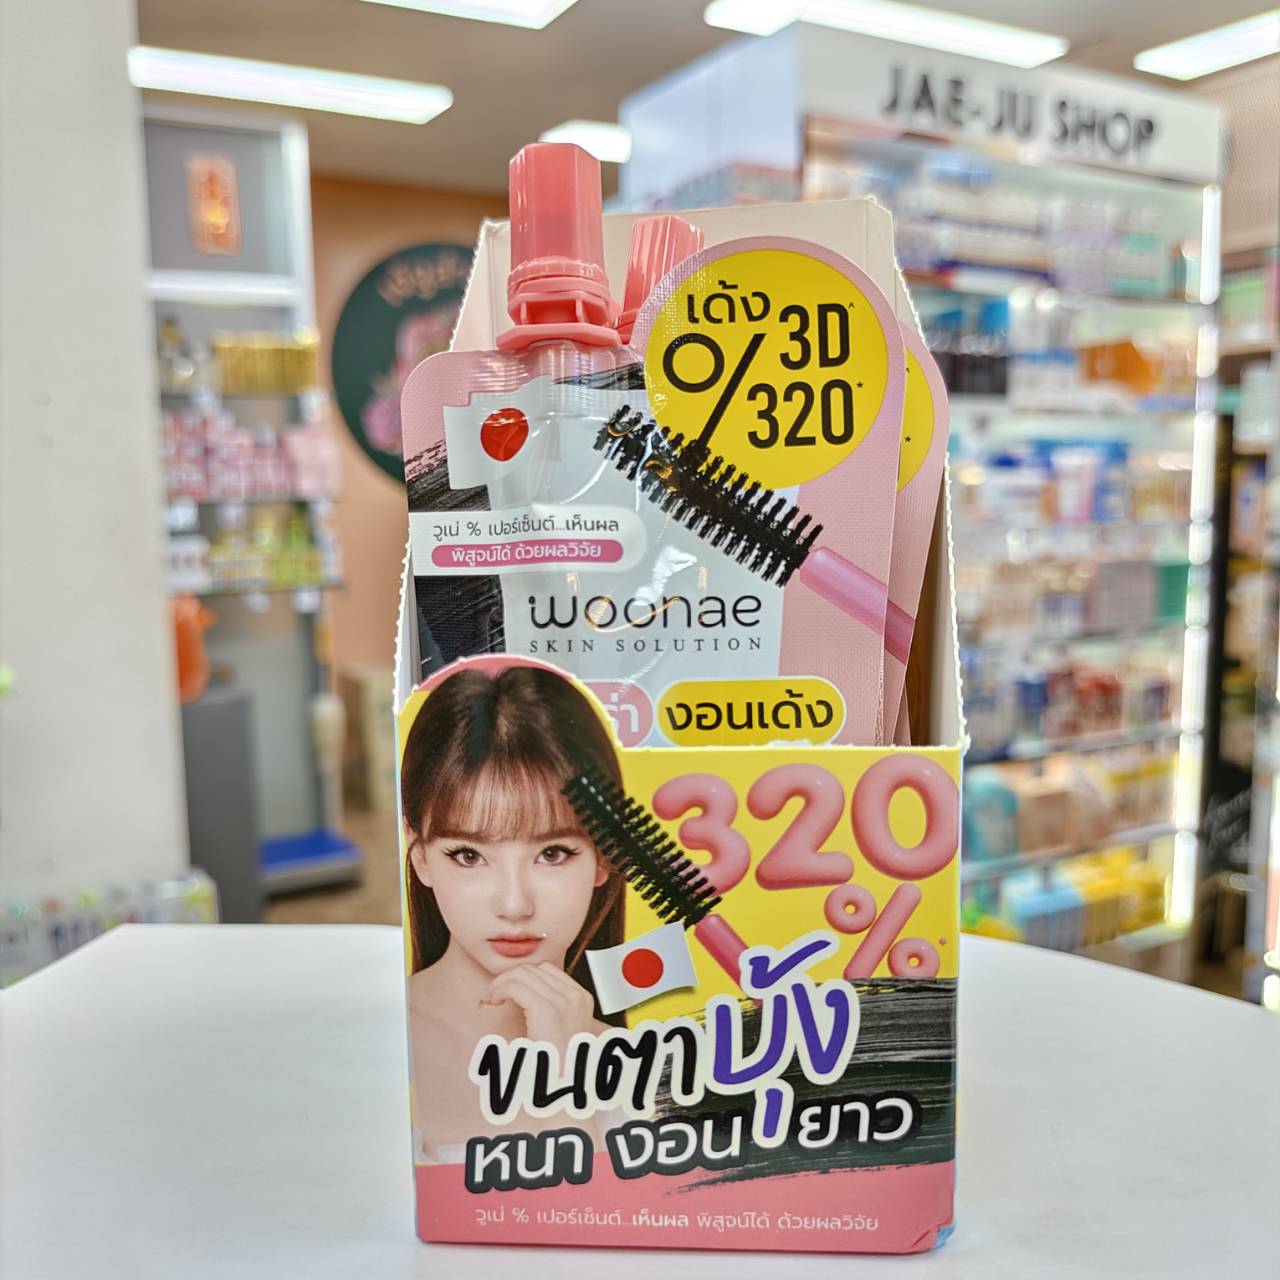 JAE-JU SHOP
เด้ง
3D^
%
320*
วูเน่ % เปอร์เซ็นต์...เห็นผล
พิสูจน์ได้ ด้วยผลวิจัย
woonae
SKIN SOLUTION
งอนเด้ง
320
%*
ขนตาบุ้ง
หนา งอน ยาว
วูเน่ % เปอร์เซ็นต์...เห็นผล พิสูจน์ได้ ด้วยผลวิจัย